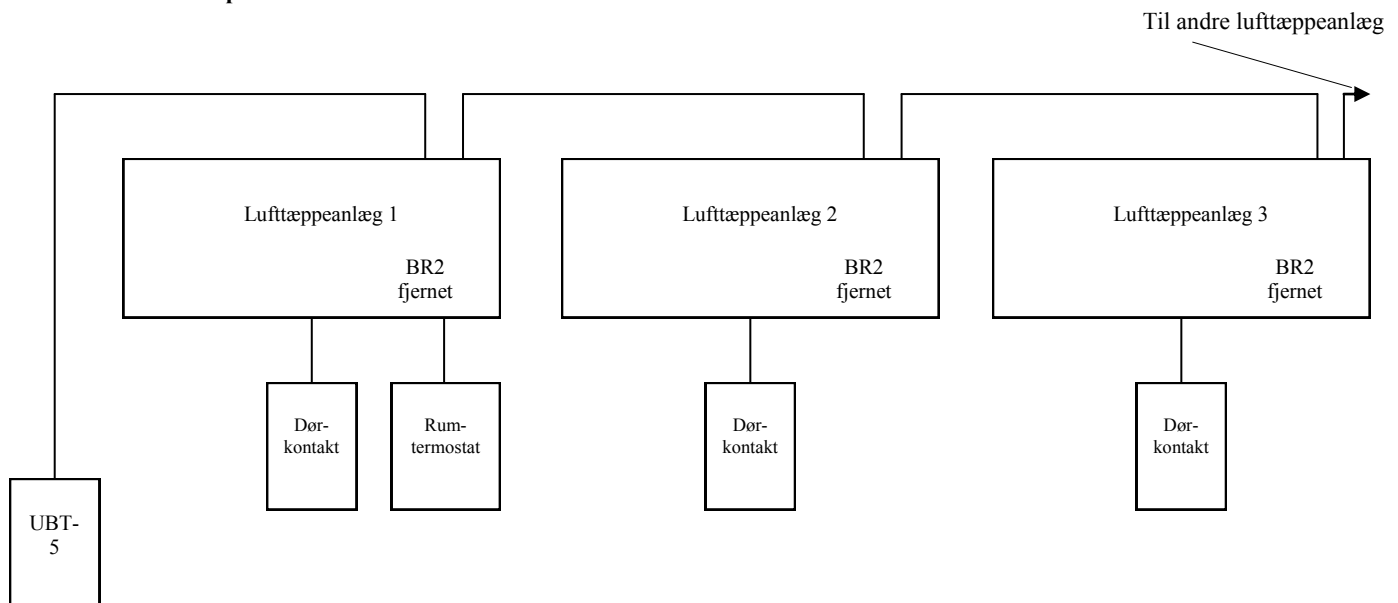 Til andre lufttæppeanlæg
Lufttæppeanlæg 1
BR2
fjernet
Lufttæppeanlæg 2
BR2
fjernet
Lufttæppeanlæg 3
BR2
fjernet
Dør-
kontakt
Rum-
termostat
Dør-
kontakt
Dør-
kontakt
UBT-
5